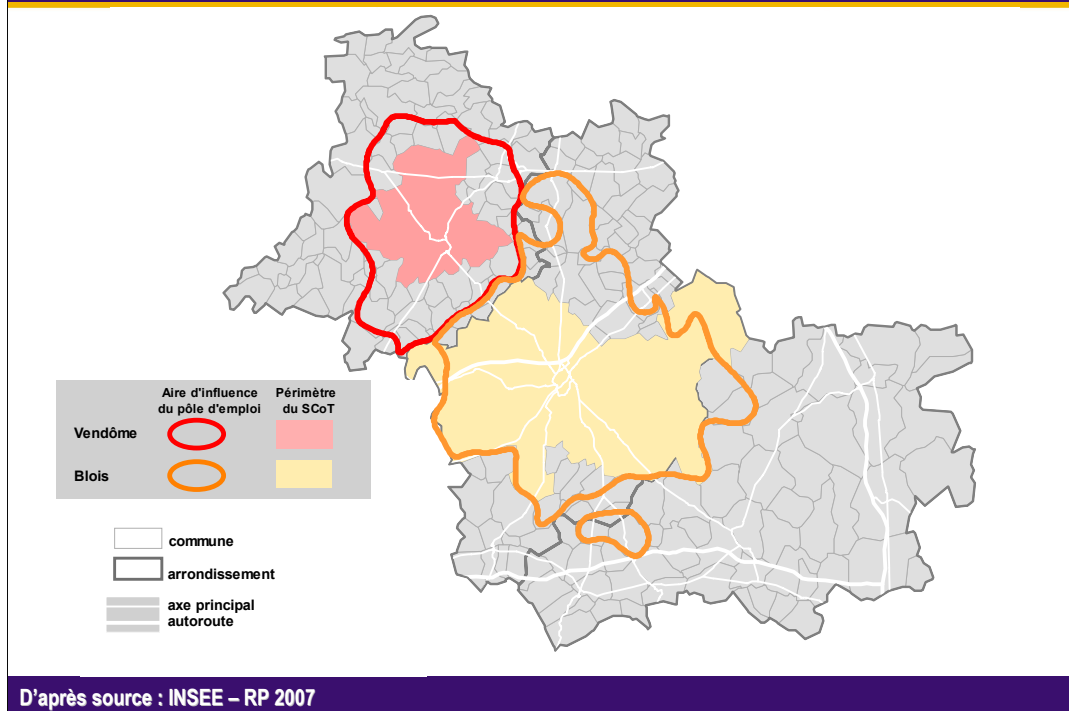 Aire d'influence
du pôle d'emploi
Périmètre
du SCoT
Vendôme
Blois
commune
arrondissement
axe principal
autoroute
D'après source : INSEE – RP 2007